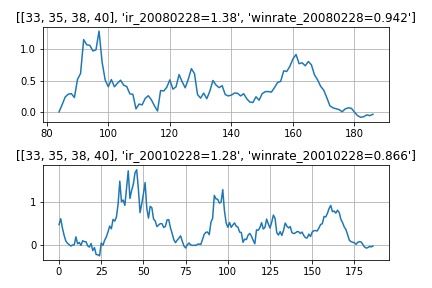 [[33, 35, 38, 40], 'ir_20080228=1.38', 'winrate_20080228=0.942']
1.0
0.5
0.0
80 100 120 140 160 180
[[33, 35, 38, 40], 'ir_20010228=1.28', 'winrate_20010228=0.866']
1
0
0 25 50 75 100 125 150 175